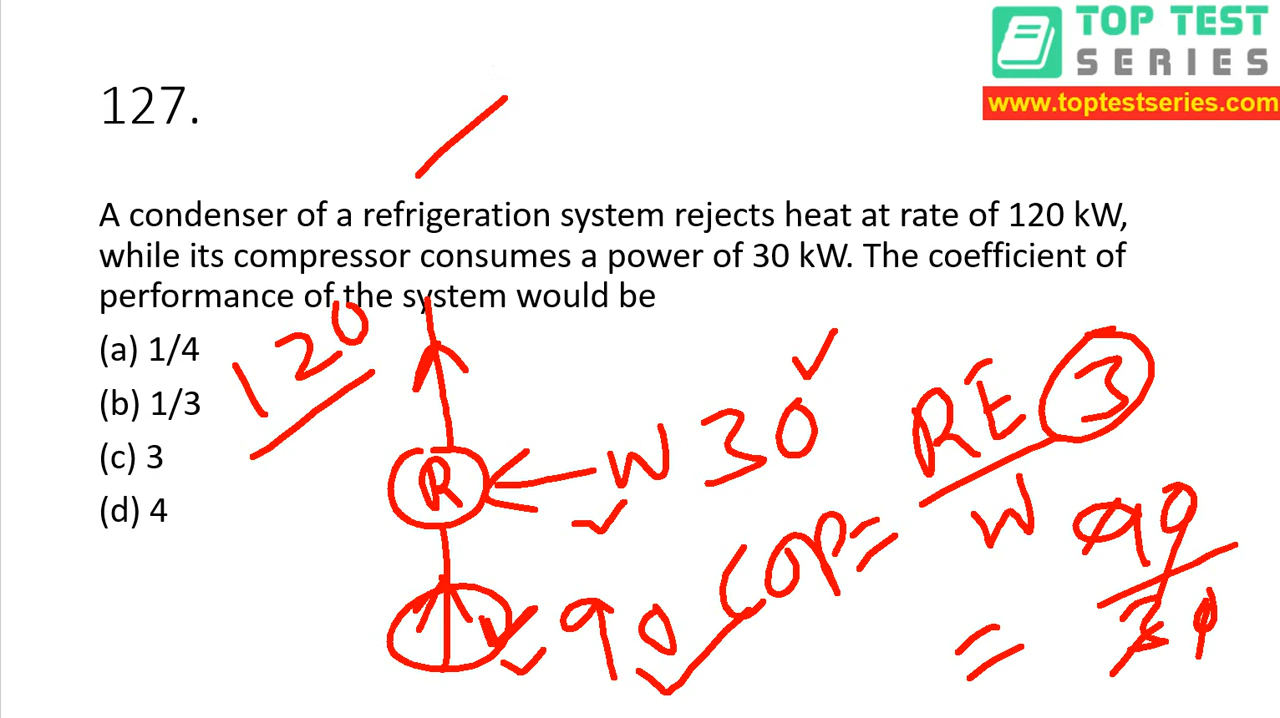 TOP TEST
SERIES
www.toptestseries.com
127.
A condenser of a refrigeration system rejects heat at rate of 120 kW,
while its compressor consumes a power of 30 kW. The coefficient of
performance of the system would be
(a) 1/4
(b) 1/3
(c) 3
(d) 4
120
R
W 30
90
COP = RE
W
3
= 90
30